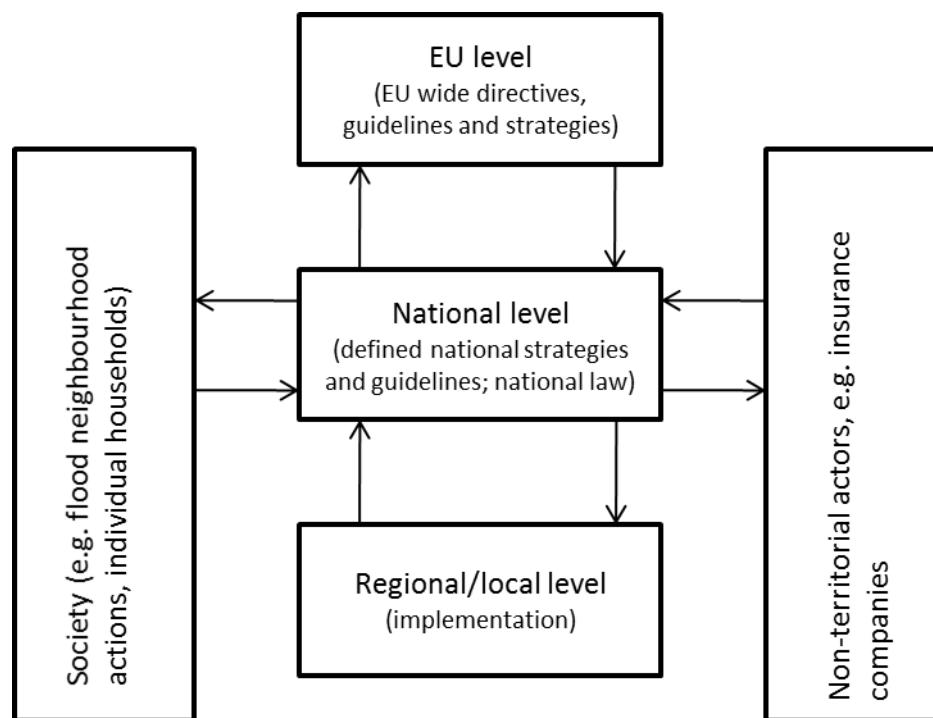 EU level
(EU wide directives,
guidelines and strategies)
Society (e.g. flood neighbourhood
actions, individual households)
National level
(defined national strategies
and guidelines; national law)
Non-territorial actors, e.g. insurance
companies
Regional/local level
(implementation)